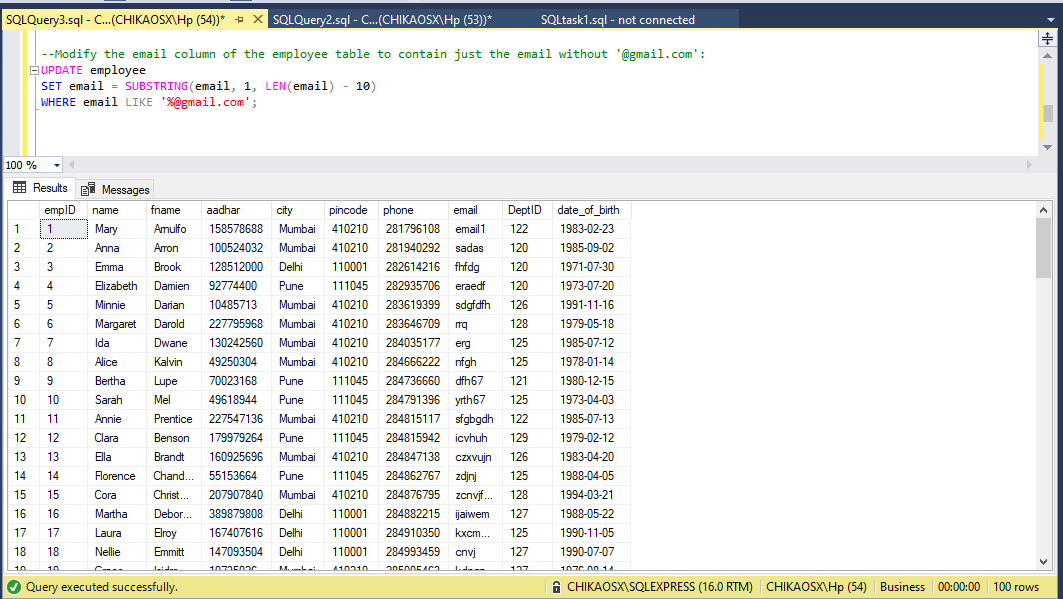 SQLQuery3.sql - C...(CHIKAOSX\Hp (54))* SQLQuery2.sql - C...(CHIKAOSX\Hp (53))* SQLtask1.sql - not connected
--Modify the email column of the employee table to contain just the email without '@gmail.com':
UPDATE employee
SET email = SUBSTRING(email, 1, LEN(email) - 10)
WHERE email LIKE '%@gmail.com';
100 %
Results Messages
empID name fname aadhar city pincode phone email DeptID date_of_birth
1 1 Mary Arnulfo 158578688 Mumbai 410210 281796108 email1 122 1983-02-23
2 2 Anna Arron 100524032 Mumbai 410210 281940292 sadas 120 1985-09-02
3 3 Emma Brook 128512000 Delhi 110001 282614216 fhfdg 120 1971-07-30
4 4 Elizabeth Damien 92774400 Pune 111045 282935706 eraedf 120 1973-07-20
5 5 Minnie Darian 10485713 Mumbai 410210 283619399 sdgfdfh 126 1991-11-16
6 6 Margaret Darold 227795968 Mumbai 410210 283646709 rrq 128 1979-05-18
7 7 Ida Dwane 130242560 Mumbai 410210 284035177 erg 125 1985-07-12
8 8 Alice Kalvin 49250304 Mumbai 410210 284666222 nfgh 125 1978-01-14
9 9 Bertha Lupe 70023168 Pune 111045 284736660 dfh67 121 1980-12-15
10 10 Sarah Mel 49618944 Pune 111045 284791396 yrth67 125 1973-04-03
11 11 Annie Prentice 227547136 Mumbai 410210 284815117 sfgbgdh 122 1985-07-13
12 12 Clara Benson 179979264 Pune 111045 284815942 icvhuh 129 1979-02-12
13 13 Ella Brandt 160925696 Mumbai 410210 284847138 czxvujn 126 1983-04-20
14 14 Florence Chand... 55153664 Pune 111045 284862767 zdjnj 125 1988-04-05
15 15 Cora Christ... 207907840 Mumbai 410210 284876795 zcnvjf... 128 1994-03-21
16 16 Martha Debor... 389879808 Delhi 110001 284882215 ijaiwem 127 1988-05-22
17 17 Laura Elroy 167407616 Delhi 110001 284910350 kxcm... 125 1990-11-05
18 18 Nellie Emmitt 147093504 Delhi 110001 284993459 cnvj 127 1990-07-07
Query executed successfully. CHIKAOSX\SQLEXPRESS (16.0 RTM) CHIKAOSX\Hp (54) Business 00:00:00 100 rows